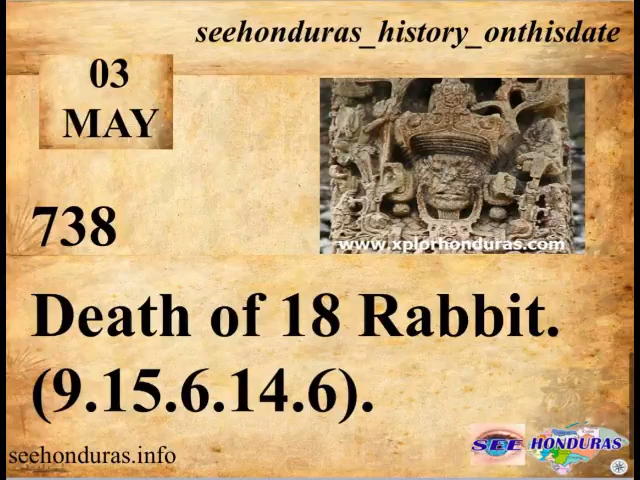 seehonduras_history_onthisdate
03
MAY
www.xplorhonduras.com
738
Death of 18 Rabbit.
(9.15.6.14.6).
SEE HONDURAS
seehonduras.info